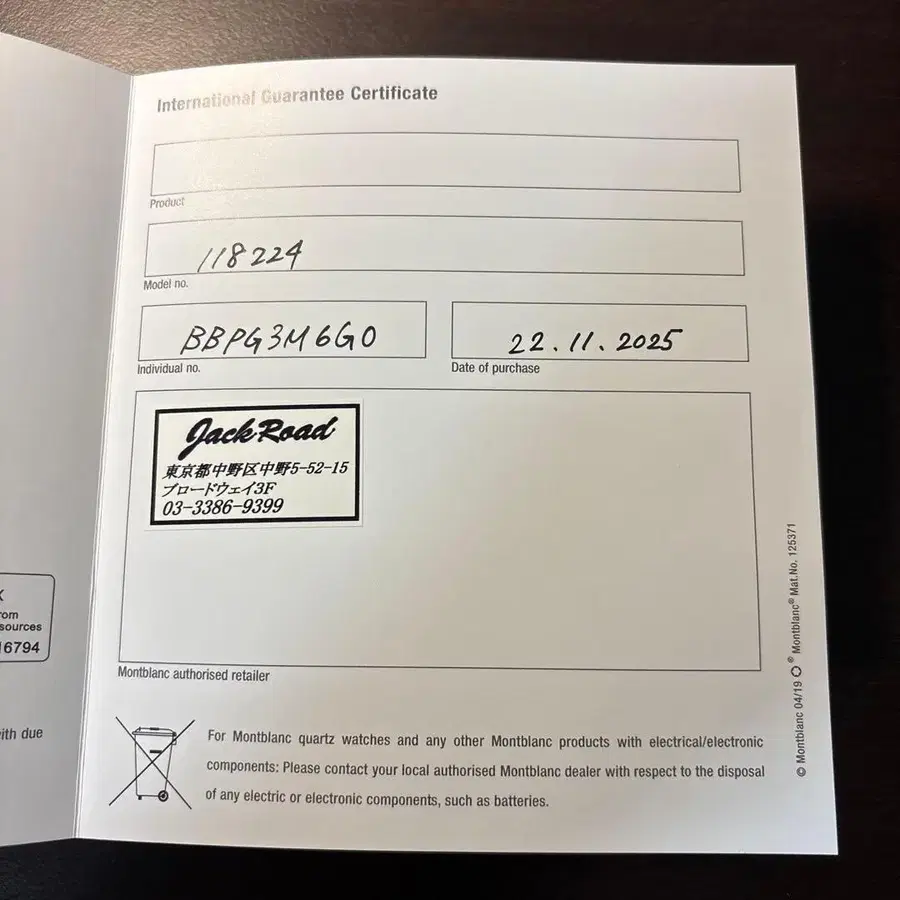 International Guarantee Certificate
Product
118224
Model no.
BBPG3M6G0
Individual no.
22.11.2025
Date of purchase
Jack Road
東京都中野区中野5-52-15
ブロードウェイ3F
03-3386-9399
Montblanc authorised retailer
For Montblanc quartz watches and any other Montblanc products with electrical/electronic
components: Please contact your local authorised Montblanc dealer with respect to the disposal
of any electric or electronic components, such as batteries.
© Montblanc 04/19 ® Montblanc® Mat.No. 125371
sources
16794
with due